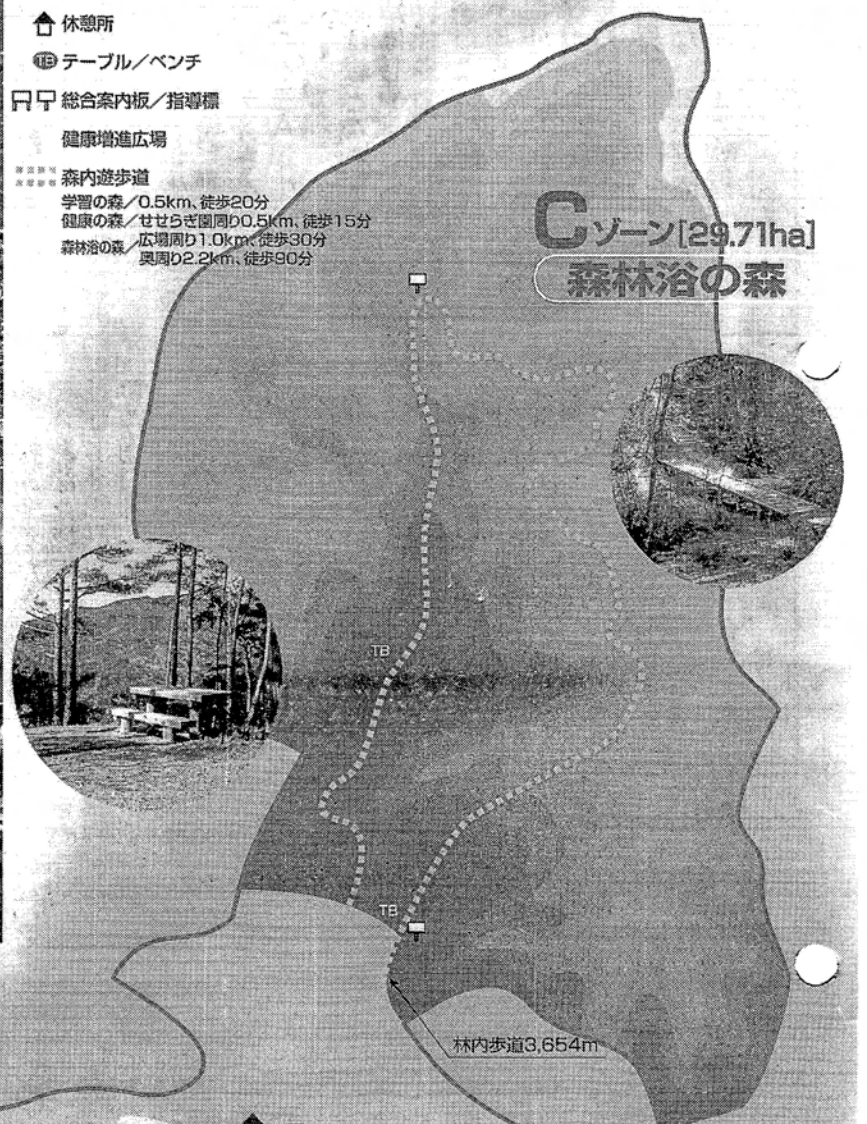 休憩所
TB テーブル/ベンチ
総合案内板/指導標
健康増進広場
森内遊歩道
学習の森/0.5km、徒歩20分
健康の森/せせらぎ園周り0.5km、徒歩15分
森林浴の森/広場周り1.0km、徒歩30分
奥周り2.2km、徒歩90分
Cゾーン[29.71ha]
森林浴の森
TB
TB
林内歩道3,654m